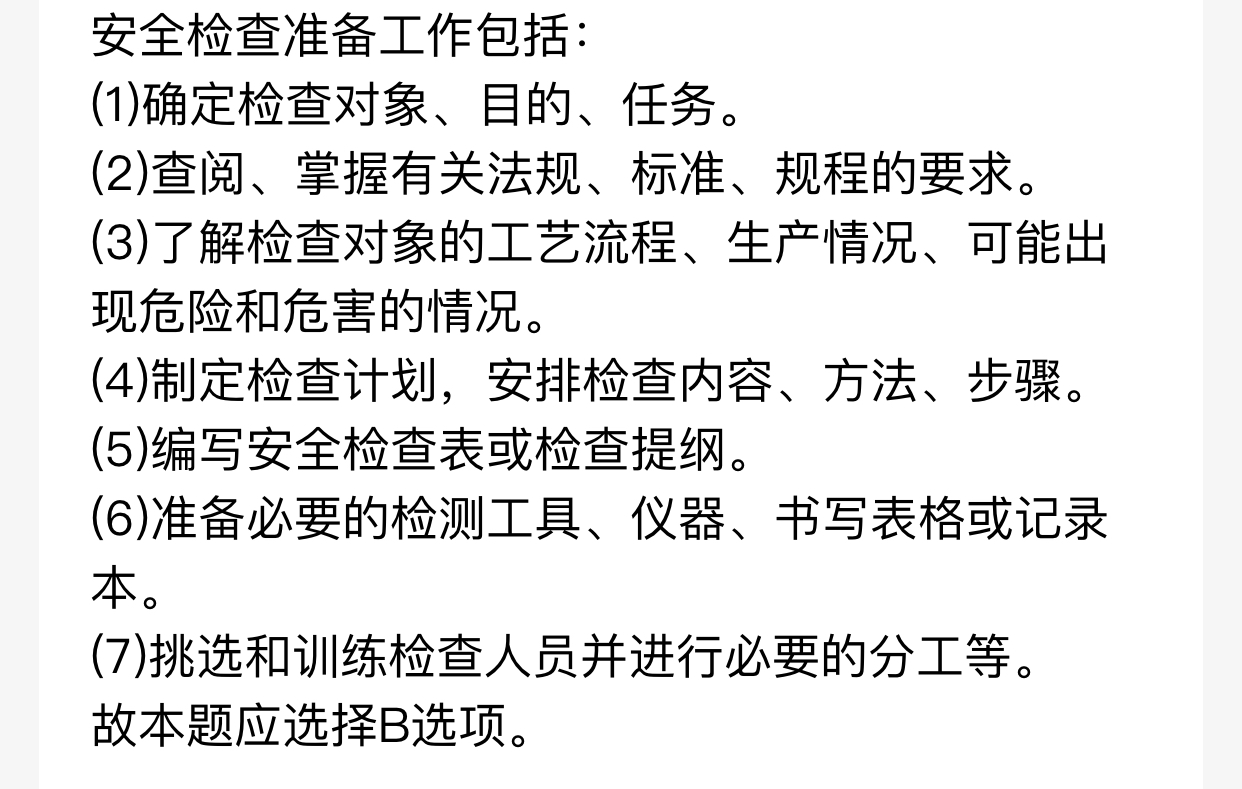 安全检查准备工作包括：
(1)确定检查对象、目的、任务。
(2)查阅、掌握有关法规、标准、规程的要求。
(3)了解检查对象的工艺流程、生产情况、可能出
现危险和危害的情况。
(4)制定检查计划，安排检查内容、方法、步骤。
(5)编写安全检查表或检查提纲。
(6)准备必要的检测工具、仪器、书写表格或记录
本。
(7)挑选和训练检查人员并进行必要的分工等。
故本题应选择B选项。